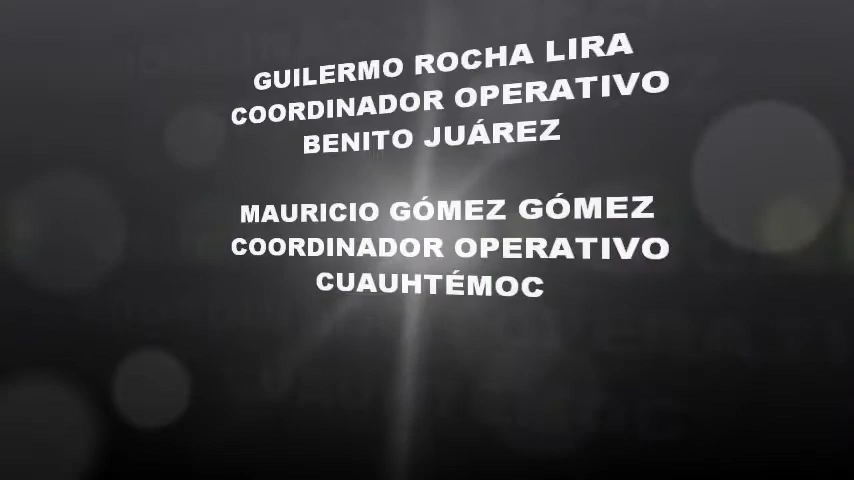 GUILERMO ROCHA LIRA
COORDINADOR OPERATIVO
BENITO JUÁREZ
MAURICIO GÓMEZ GÓMEZ
COORDINADOR OPERATIVO
CUAUHTÉMOC